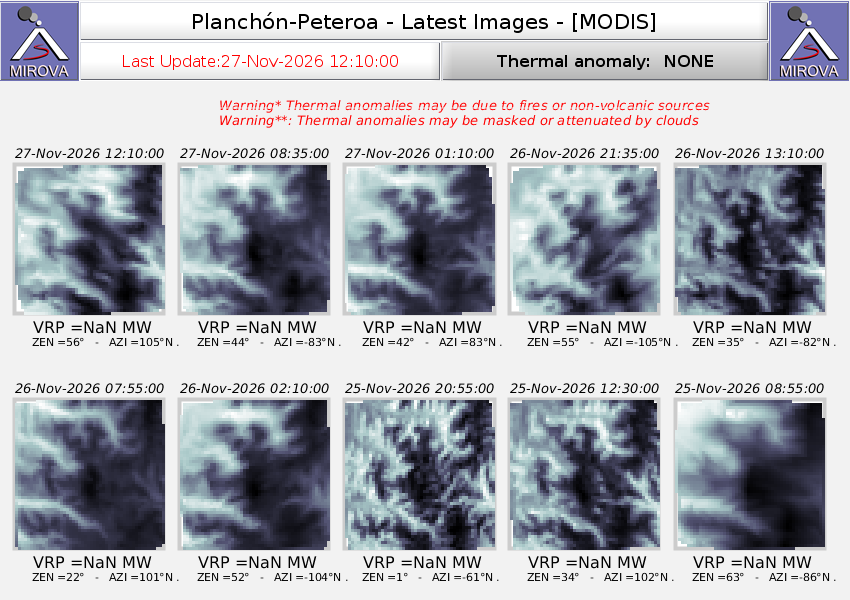 Planchón-Peteroa - Latest Images - [MODIS]
MIROVA
Last Update:27-Nov-2026 12:10:00
Thermal anomaly: NONE
MIROVA
Warning* Thermal anomalies may be due to fires or non-volcanic sources
Warning**: Thermal anomalies may be masked or attenuated by clouds
27-Nov-2026 12:10:00 27-Nov-2026 08:35:00 27-Nov-2026 01:10:00 26-Nov-2026 21:35:00 26-Nov-2026 13:10:00
VRP =NaN MW VRP =NaN MW VRP =NaN MW VRP =NaN MW VRP =NaN MW
ZEN =56° - AZI =105°N . ZEN =44° - AZI =-83°N . ZEN =42° - AZI =83°N . ZEN =55° - AZI =-105°N . ZEN =35° - AZI =-82°N .
26-Nov-2026 07:55:00 26-Nov-2026 02:10:00 25-Nov-2026 20:55:00 25-Nov-2026 12:30:00 25-Nov-2026 08:55:00
VRP =NaN MW VRP =NaN MW VRP =NaN MW VRP =NaN MW VRP =NaN MW
ZEN =22° - AZI =101°N . ZEN =52° - AZI =-104°N . ZEN =1° - AZI =-61°N . ZEN =34° - AZI =102°N . ZEN =63° - AZI =-86°N .